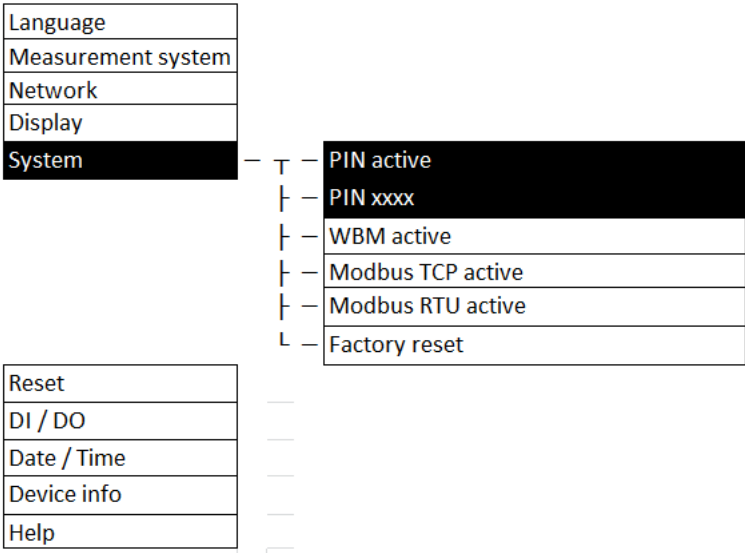 Language
Measurement system
Network
Display
System
PIN active
PIN xxxx
WBM active
Modbus TCP active
Modbus RTU active
Factory reset
Reset
DI / DO
Date / Time
Device info
Help